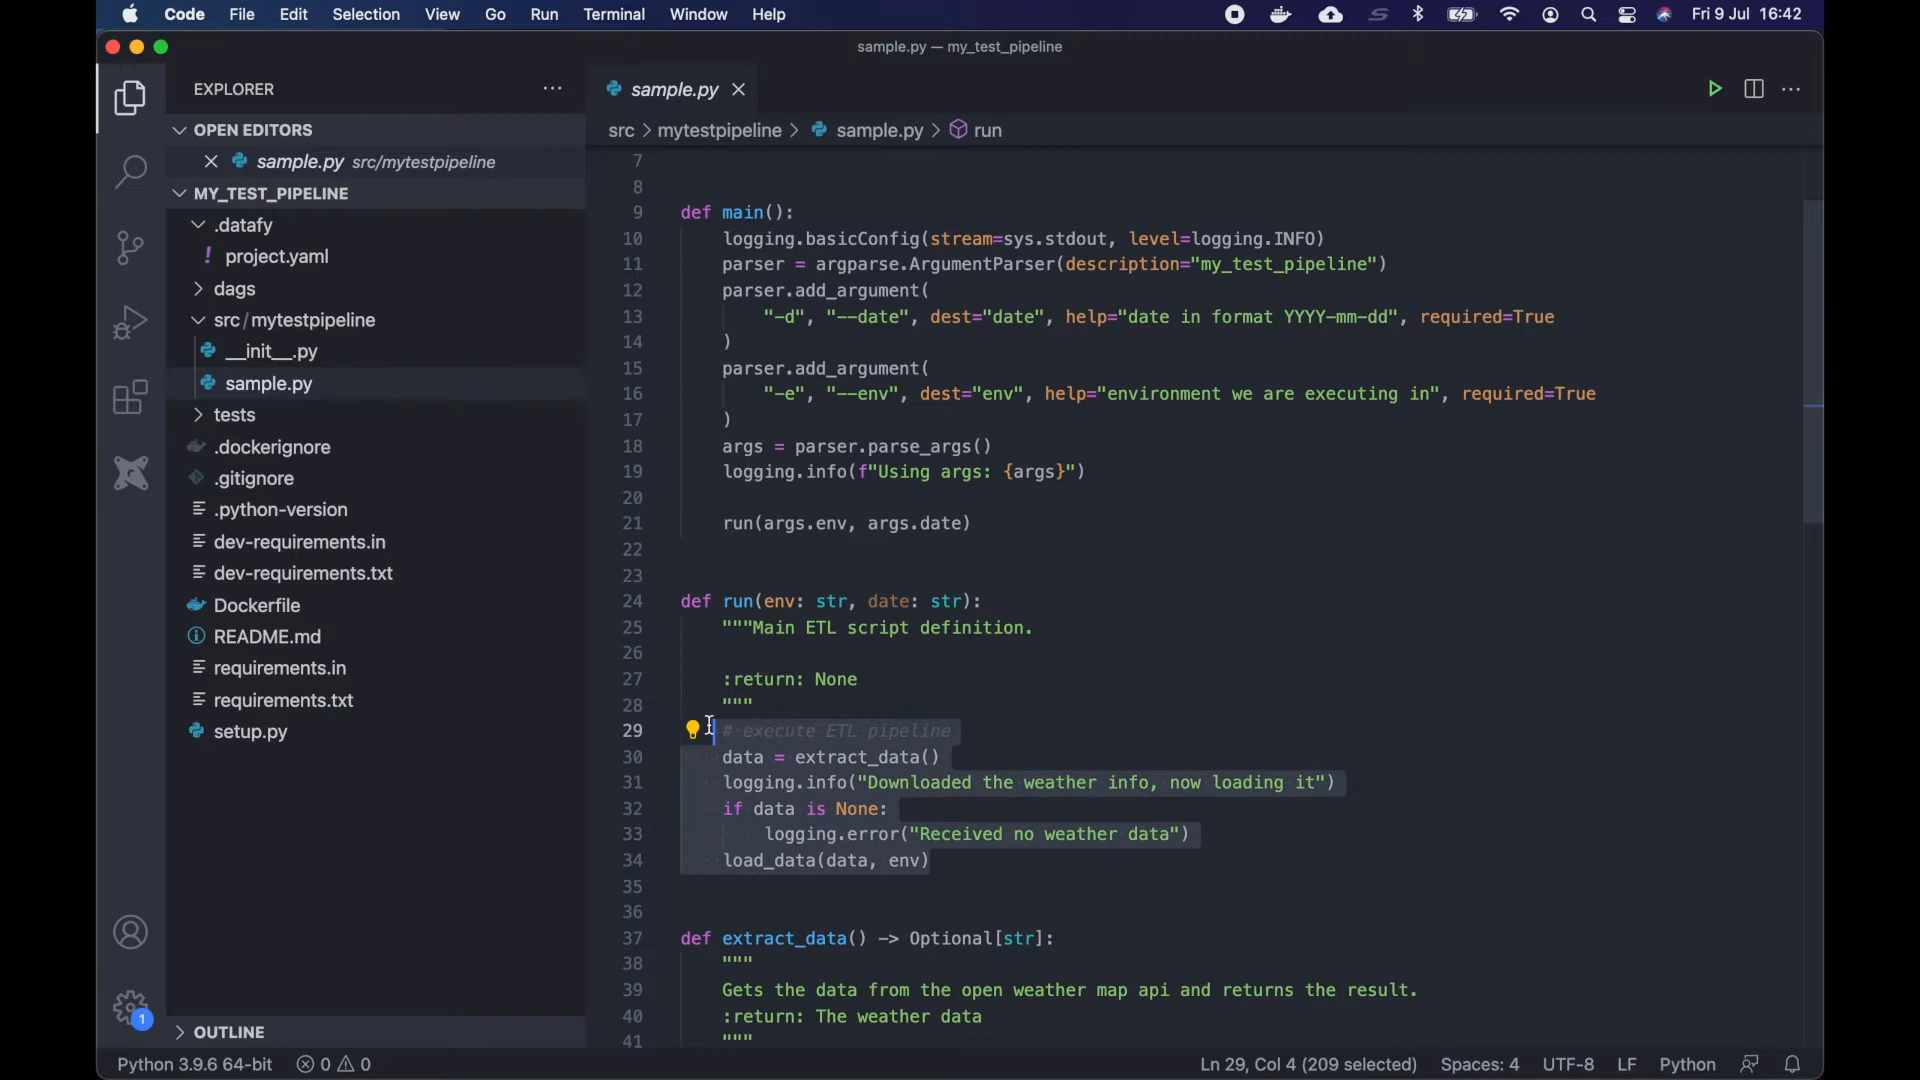 Code File Edit Selection View Go Run Terminal Window Help Fri 9 Jul 16:42
sample.py — my_test_pipeline
EXPLORER
OPEN EDITORS
sample.py src/mytestpipeline
MY_TEST_PIPELINE
.datafy
! project.yaml
dags
src/mytestpipeline
__init__.py
sample.py
tests
.dockerignore
.gitignore
.python-version
dev-requirements.in
dev-requirements.txt
Dockerfile
README.md
requirements.in
requirements.txt
setup.py
OUTLINE
1
sample.py
src > mytestpipeline > sample.py > run
7
8
9 def main():
10 logging.basicConfig(stream=sys.stdout, level=logging.INFO)
11 parser = argparse.ArgumentParser(description="my_test_pipeline")
12 parser.add_argument(
13 "-d", "--date", dest="date", help="date in format YYYY-mm-dd", required=True
14 )
15 parser.add_argument(
16 "-e", "--env", dest="env", help="environment we are executing in", required=True
17 )
18 args = parser.parse_args()
19 logging.info(f"Using args: {args}")
20
21 run(args.env, args.date)
22
23
24 def run(env: str, date: str):
25 """Main ETL script definition.
26
27 :return: None
28 """
29 # execute ETL pipeline
30 data = extract_data()
31 logging.info("Downloaded the weather info, now loading it")
32 if data is None:
33 logging.error("Received no weather data")
34 load_data(data, env)
35
36
37 def extract_data() -> Optional[str]:
38 """
39 Gets the data from the open weather map api and returns the result.
40 :return: The weather data
41 """
Python 3.9.6 64-bit 0 0 Ln 29, Col 4 (209 selected) Spaces: 4 UTF-8 LF Python